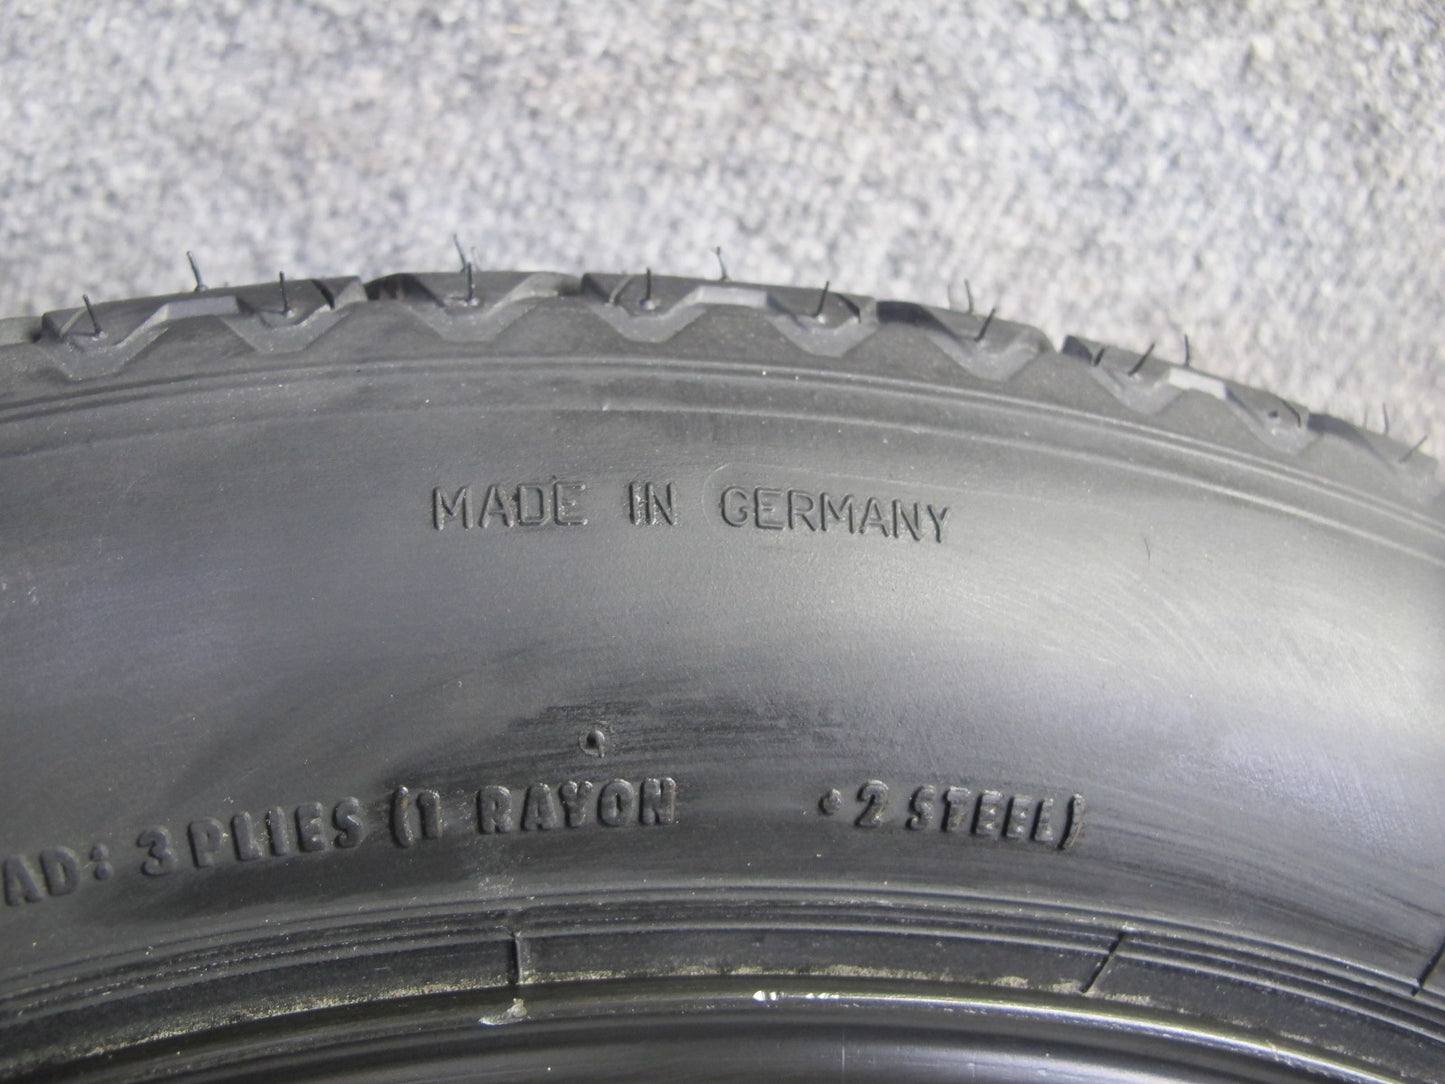 MADE IN GERMANY
AD: 3 PLIES (1 RAYON • 2 STEEL)